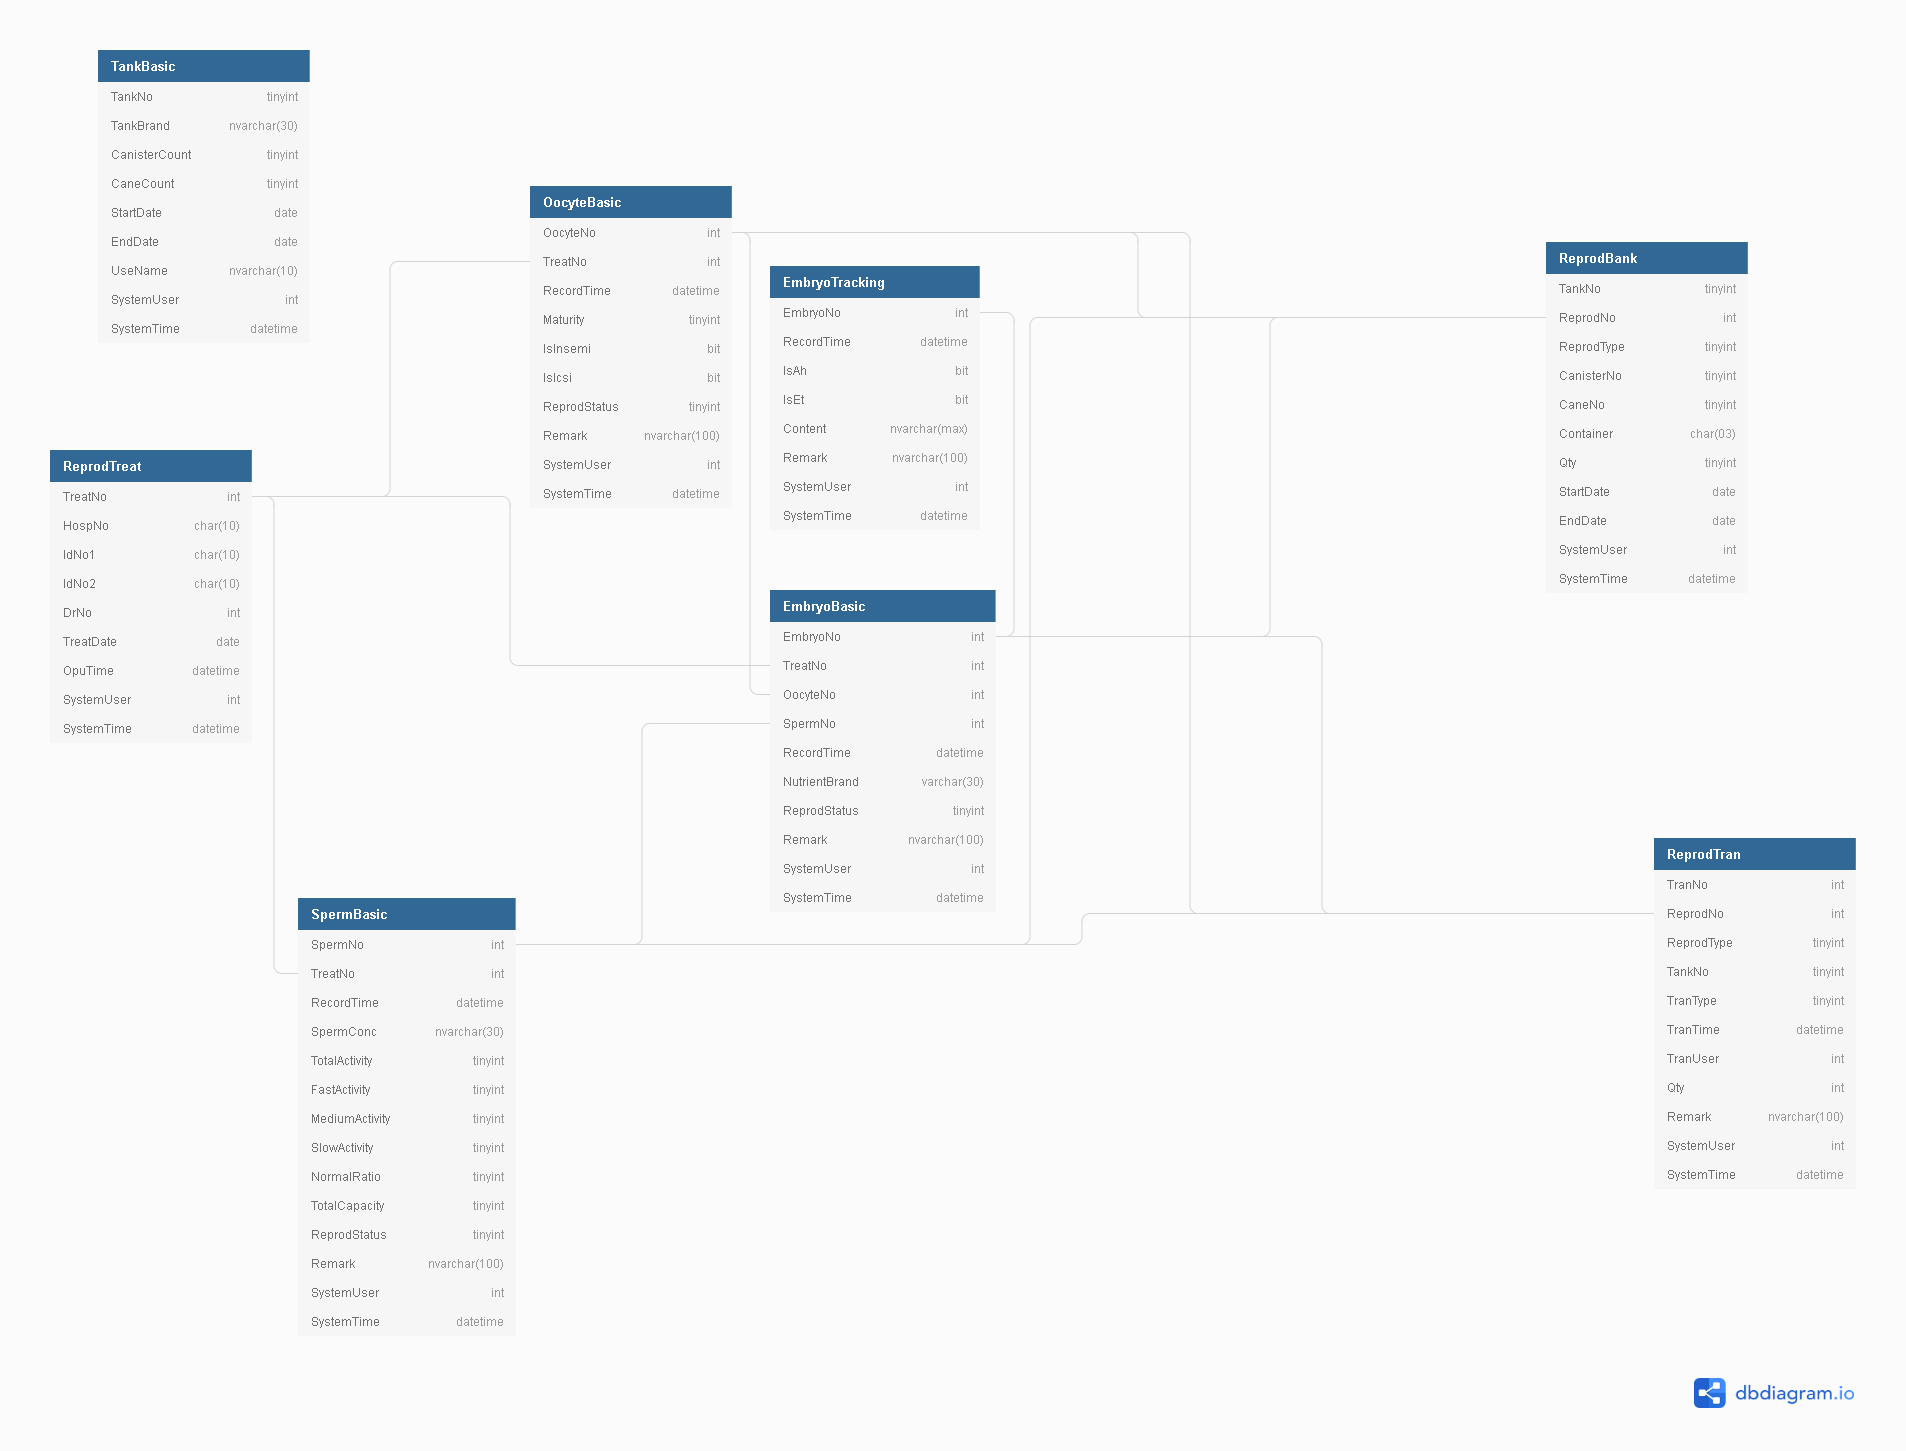 TankBasic
TankNo tinyint
TankBrand nvarchar(30)
CanisterCount tinyint
CaneCount tinyint
StartDate date
EndDate date
UseName nvarchar(10)
SystemUser int
SystemTime datetime
OocyteBasic
OocyteNo int
TreatNo int
RecordTime datetime
Maturity tinyint
IsInsemi bit
IsIcsi bit
ReprodStatus tinyint
Remark nvarchar(100)
SystemUser int
SystemTime datetime
EmbryoTracking
EmbryoNo int
RecordTime datetime
IsAh bit
IsEt bit
Content nvarchar(max)
Remark nvarchar(100)
SystemUser int
SystemTime datetime
ReprodBank
TankNo tinyint
ReprodNo int
ReprodType tinyint
CanisterNo tinyint
CaneNo tinyint
Container char(03)
Qty tinyint
StartDate date
EndDate date
SystemUser int
SystemTime datetime
ReprodTreat
TreatNo int
HospNo char(10)
IdNo1 char(10)
IdNo2 char(10)
DrNo int
TreatDate date
OpuTime datetime
SystemUser int
SystemTime datetime
EmbryoBasic
EmbryoNo int
TreatNo int
OocyteNo int
SpermNo int
RecordTime datetime
NutrientBrand varchar(30)
ReprodStatus tinyint
Remark nvarchar(100)
SystemUser int
SystemTime datetime
SpermBasic
SpermNo int
TreatNo int
RecordTime datetime
SpermConc nvarchar(30)
TotalActivity tinyint
FastActivity tinyint
MediumActivity tinyint
SlowActivity tinyint
NormalRatio tinyint
TotalCapacity tinyint
ReprodStatus tinyint
Remark nvarchar(100)
SystemUser int
SystemTime datetime
ReprodTran
TranNo int
ReprodNo int
ReprodType tinyint
TankNo tinyint
TranType tinyint
TranTime datetime
TranUser int
Qty int
Remark nvarchar(100)
SystemUser int
SystemTime datetime
dbdiagram.io